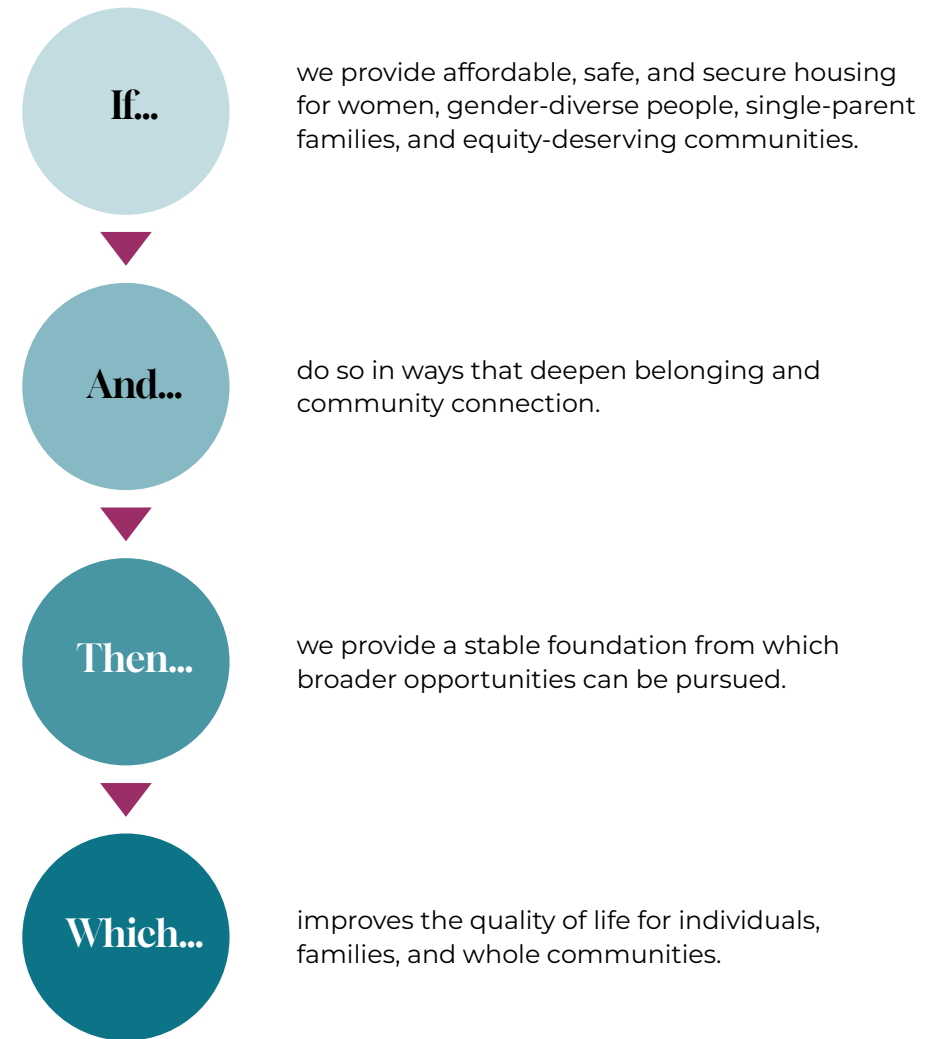 If...
we provide affordable, safe, and secure housing
for women, gender-diverse people, single-parent
families, and equity-deserving communities.
And...
do so in ways that deepen belonging and
community connection.
Then...
we provide a stable foundation from which
broader opportunities can be pursued.
Which...
improves the quality of life for individuals,
families, and whole communities.